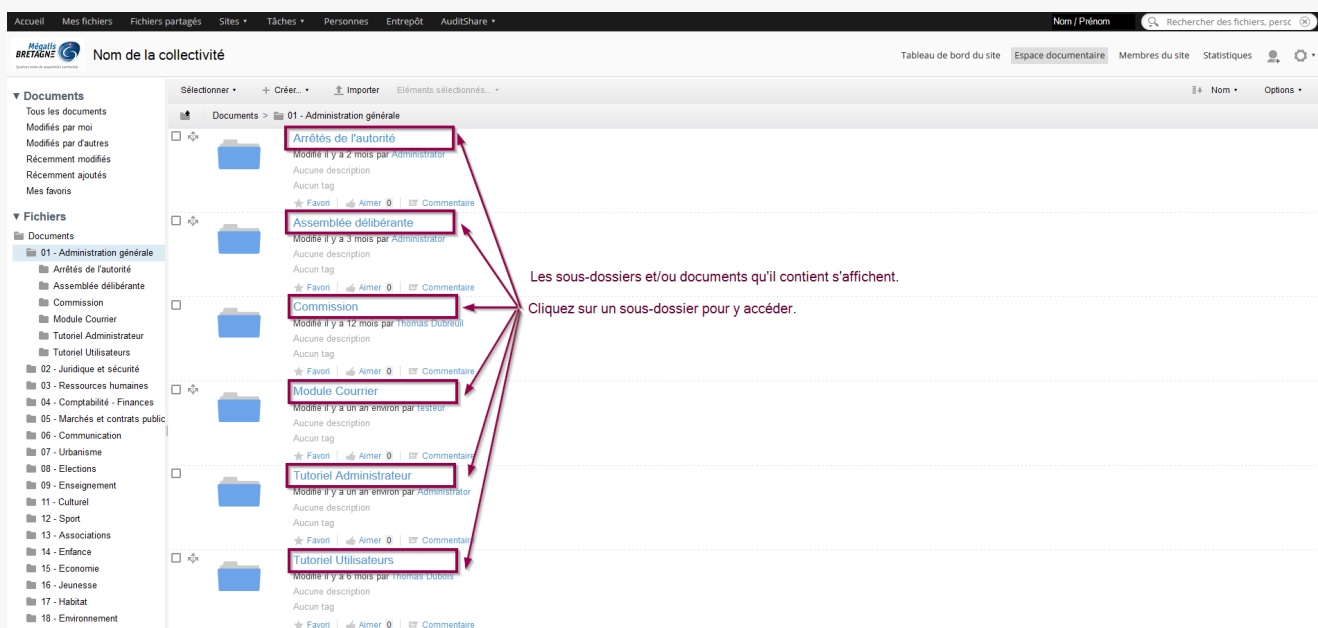 Accueil Mes fichiers Fichiers partagés Sites Tâches Personnes Entrepôt AuditShare Nom / Prénom Rechercher des fichiers, persc
Mégalis
BRETAGNE
Nom de la collectivité
Tableau de bord du site Espace documentaire Membres du site Statistiques
Sélectionner + Créer... Importer Eléments sélectionnés... Nom Options
Documents > 01 - Administration générale
Documents
Tous les documents
Modifiés par moi
Modifiés par d'autres
Récemment modifiés
Récemment ajoutés
Mes favoris
Fichiers
Documents
01 - Administration générale
Arrêtés de l'autorité
Assemblée délibérante
Commission
Module Courrier
Tutoriel Administrateur
Tutoriel Utilisateurs
02 - Juridique et sécurité
03 - Ressources humaines
04 - Comptabilité - Finances
05 - Marchés et contrats public
06 - Communication
07 - Urbanisme
08 - Elections
09 - Enseignement
11 - Culturel
12 - Sport
13 - Associations
14 - Enfance
15 - Economie
16 - Jeunesse
17 - Habitat
18 - Environnement
Arrêtés de l'autorité
Modifié il y a 2 mois par Administrator
Aucune description
Aucun tag
Favori Aimer 0 Commentaire
Assemblée délibérante
Modifié il y a 3 mois par Administrator
Aucune description
Aucun tag
Favori Aimer 0 Commentaire
Commission
Modifié il y a 12 mois par Thomas Dubreuil
Aucune description
Aucun tag
Favori Aimer 0 Commentaire
Module Courrier
Modifié il y a un an environ par testeur
Aucune description
Aucun tag
Favori Aimer 0 Commentaire
Tutoriel Administrateur
Modifié il y a un an environ par Administrator
Aucune description
Aucun tag
Favori Aimer 0 Commentaire
Tutoriel Utilisateurs
Modifié il y a 6 mois par Thomas Dubois
Aucune description
Aucun tag
Favori Aimer 0 Commentaire
Les sous-dossiers et/ou documents qu'il contient s'affichent.
Cliquez sur un sous-dossier pour y accéder.